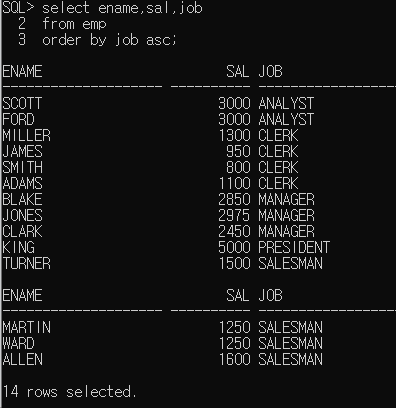 SQL> select ename,sal,job
  2  from emp
  3  order by job asc;
ENAME                       SAL JOB
-------------------- ---------- ------------------
SCOTT                      3000 ANALYST
FORD                       3000 ANALYST
MILLER                     1300 CLERK
JAMES                       950 CLERK
SMITH                       800 CLERK
ADAMS                      1100 CLERK
BLAKE                      2850 MANAGER
JONES                      2975 MANAGER
CLARK                      2450 MANAGER
KING                       5000 PRESIDENT
TURNER                     1500 SALESMAN
ENAME                       SAL JOB
-------------------- ---------- ------------------
MARTIN                     1250 SALESMAN
WARD                       1250 SALESMAN
ALLEN                      1600 SALESMAN
14 rows selected.